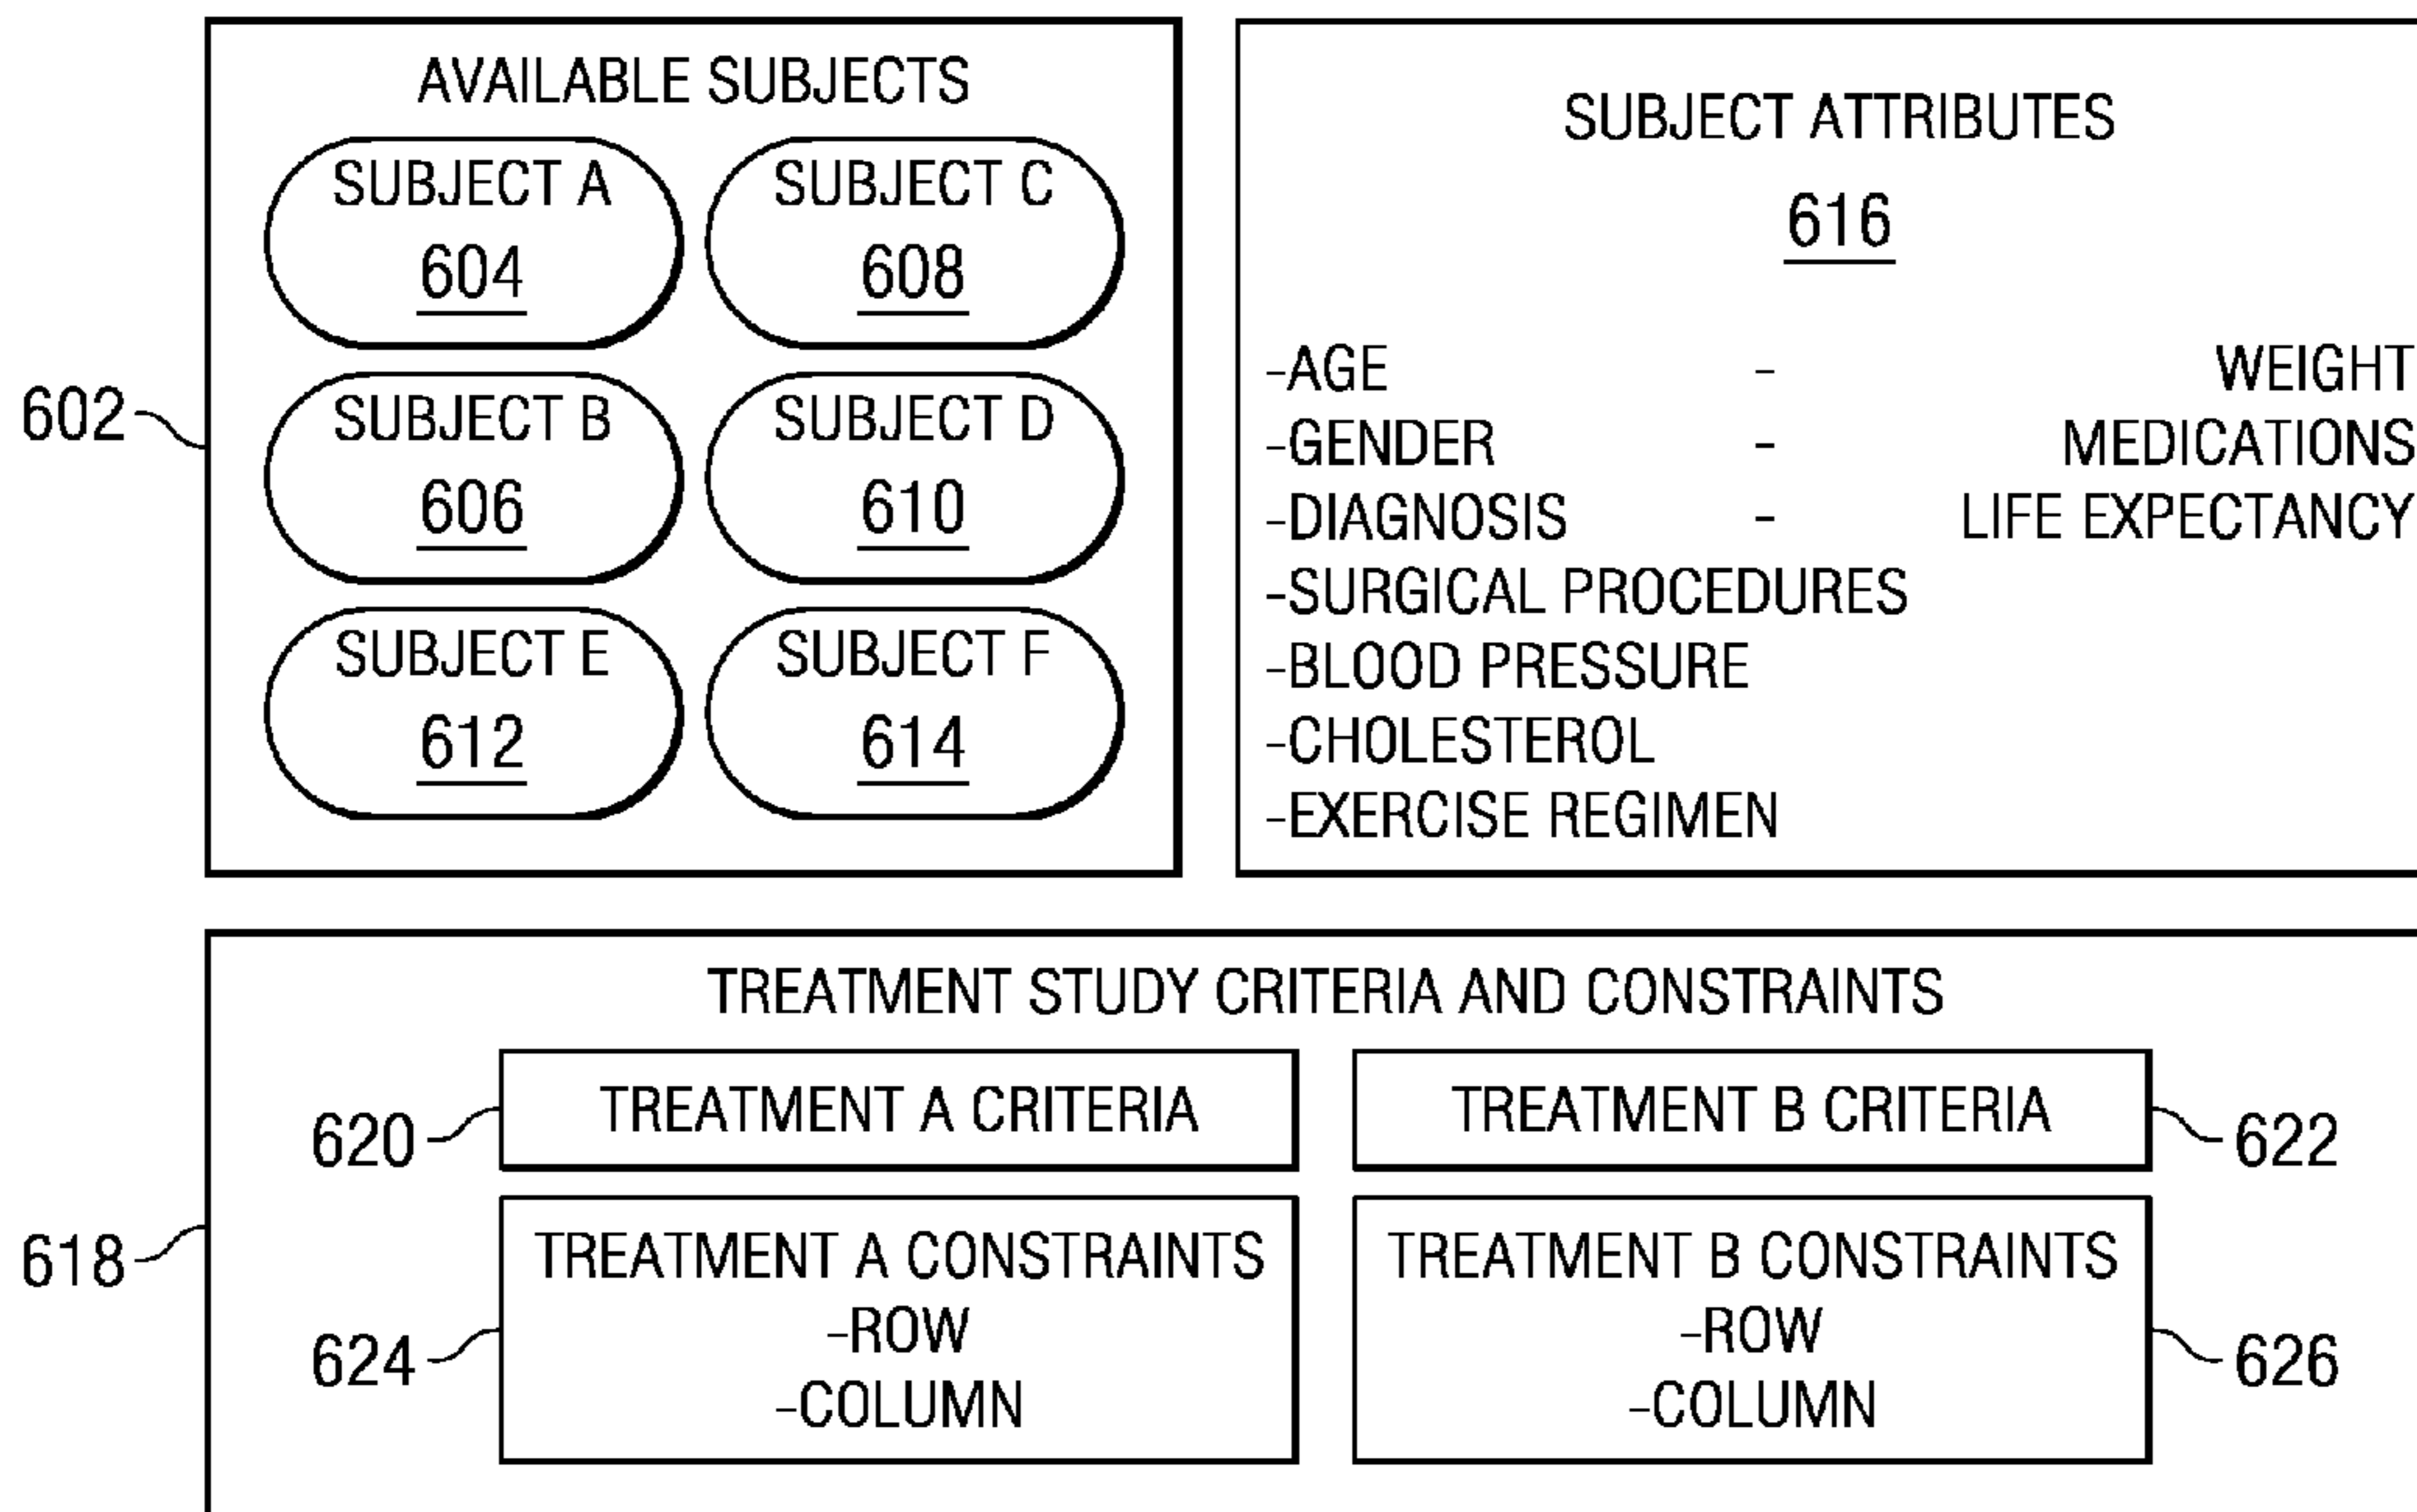 AVAILABLE SUBJECTS
SUBJECT A
604
SUBJECT C
608
SUBJECT B
606
SUBJECT D
610
SUBJECT E
612
SUBJECT F
614
602
SUBJECT ATTRIBUTES
616
-AGE - WEIGHT
-GENDER - MEDICATIONS
-DIAGNOSIS - LIFE EXPECTANCY
-SURGICAL PROCEDURES
-BLOOD PRESSURE
-CHOLESTEROL
-EXERCISE REGIMEN
TREATMENT STUDY CRITERIA AND CONSTRAINTS
618
620
TREATMENT A CRITERIA
TREATMENT B CRITERIA
622
624
TREATMENT A CONSTRAINTS
-ROW
-COLUMN
TREATMENT B CONSTRAINTS
-ROW
-COLUMN
626